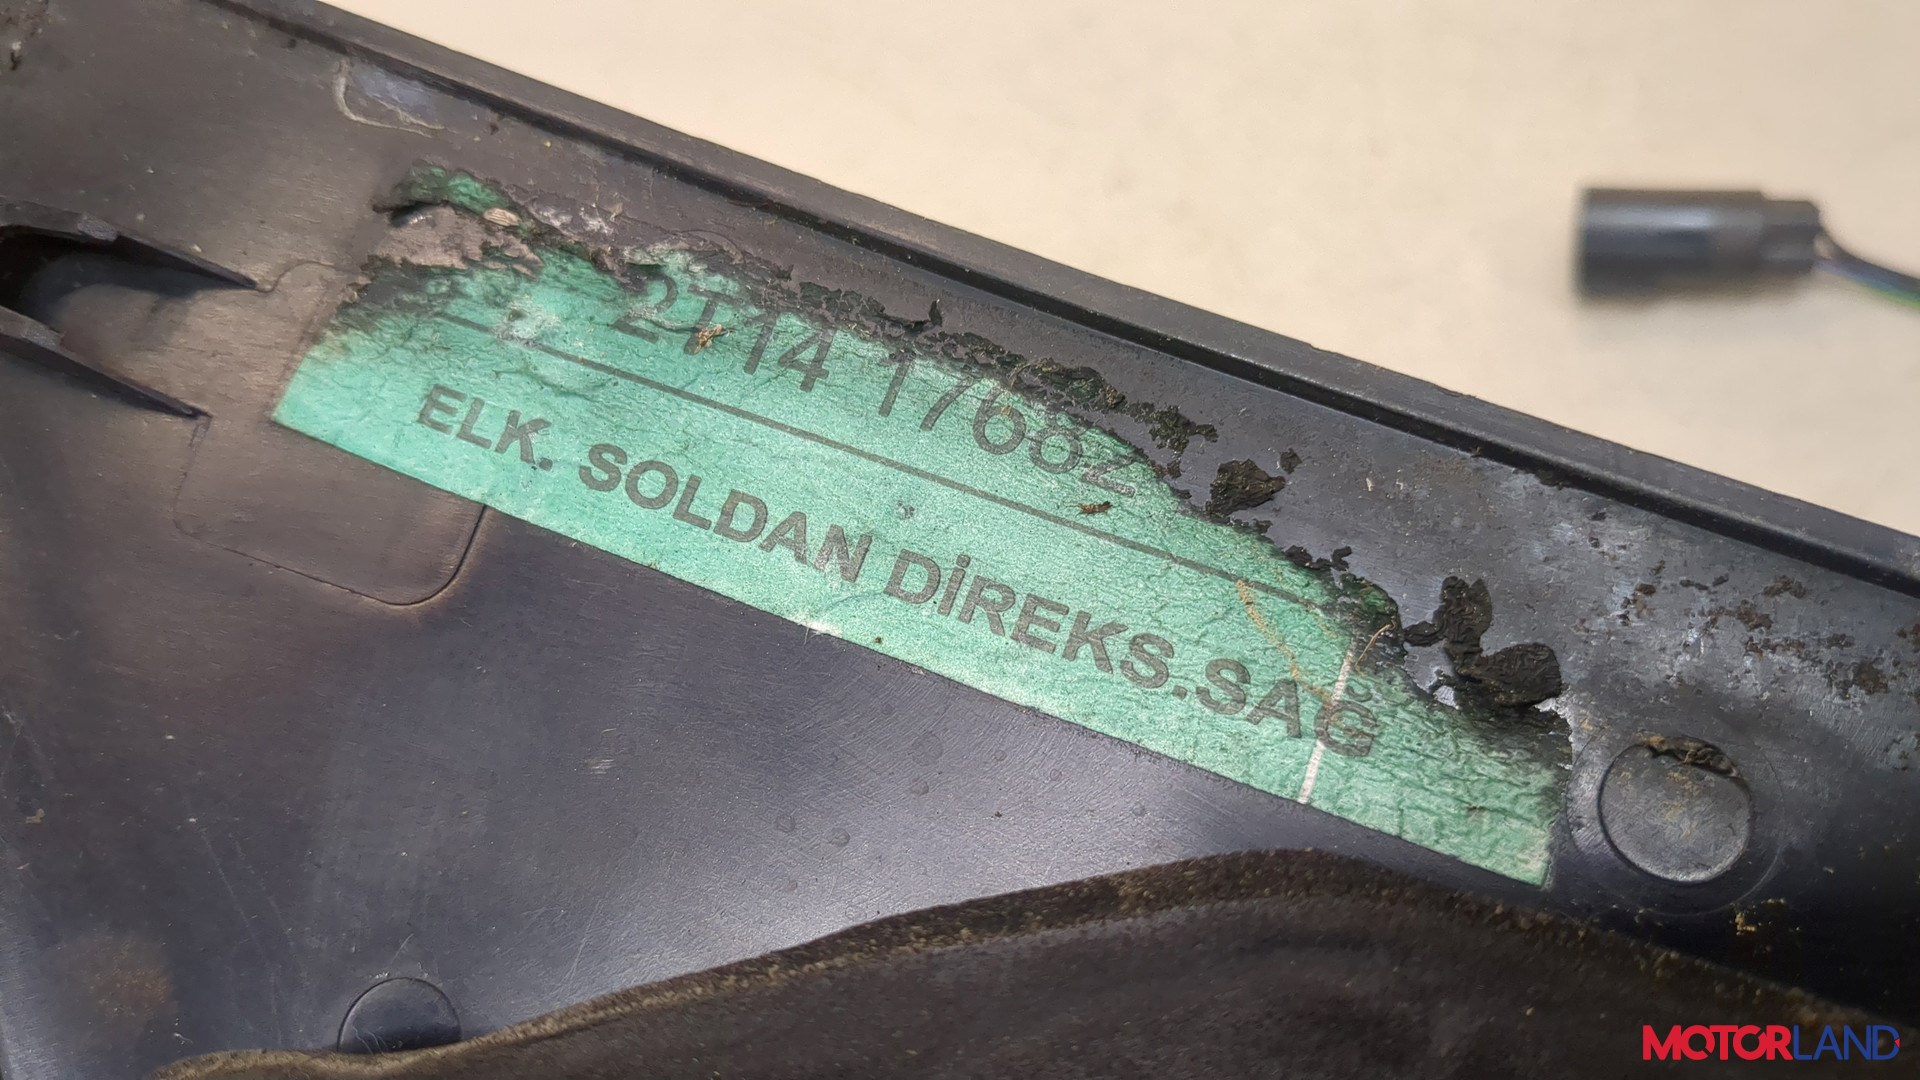 2T14 17682
ELK. SOLDAN DİREKS.SAĞ
MOTORLAND